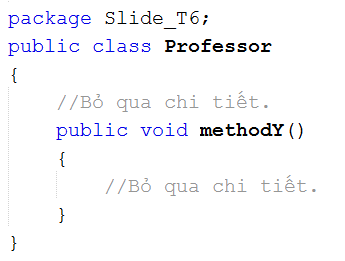 package Slide_T6;
public class Professor
{
//Bỏ qua chi tiết.
public void methodY()
{
//Bỏ qua chi tiết.
}
}